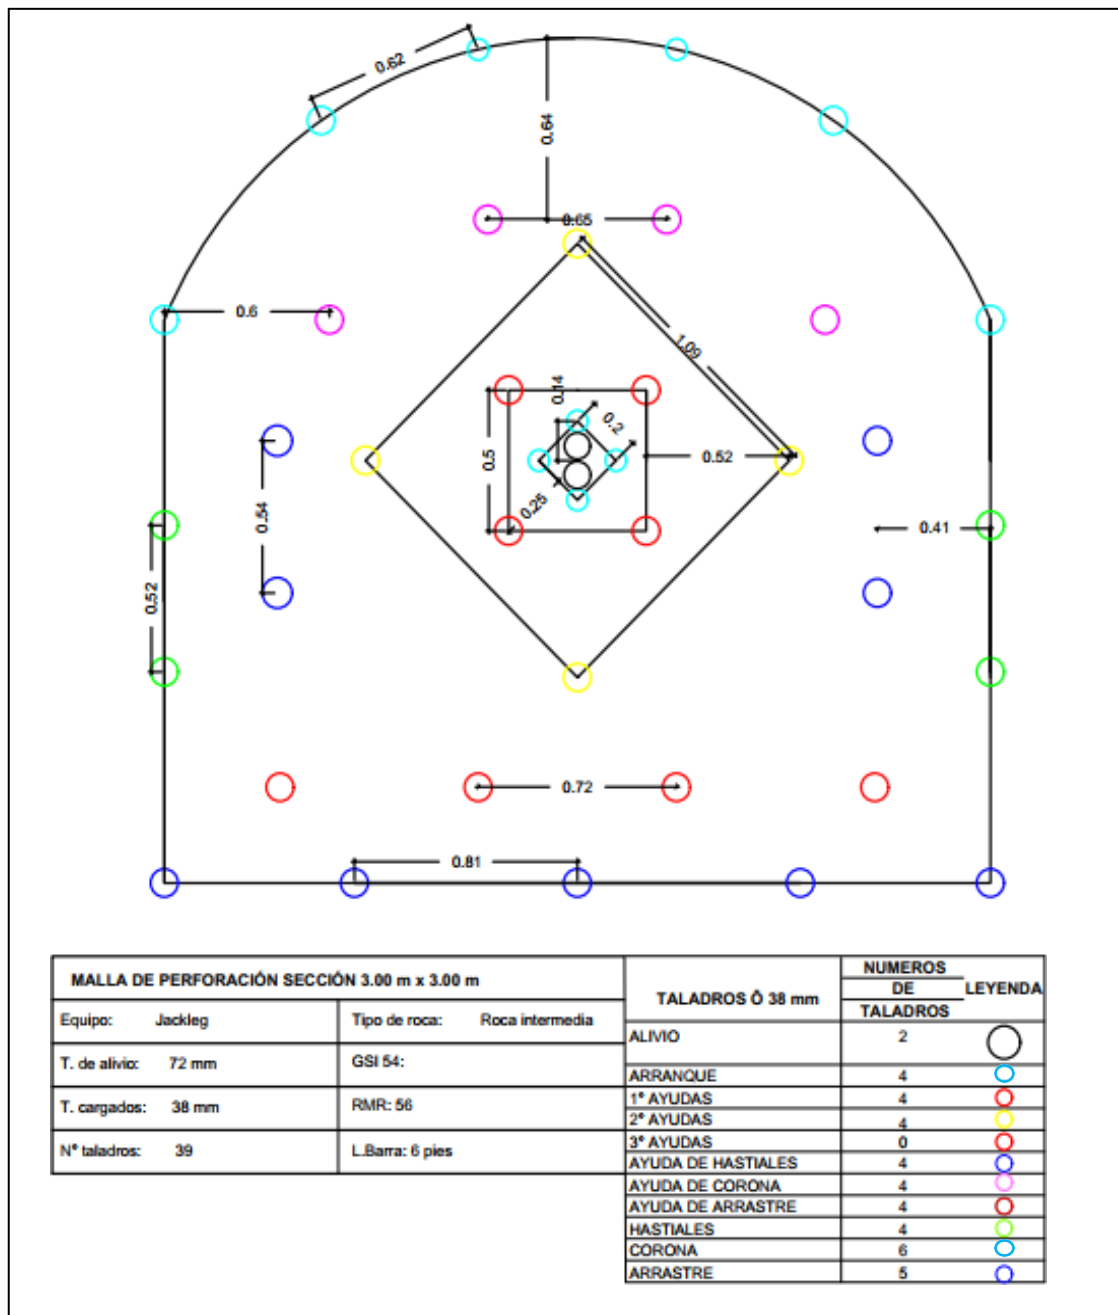 0.62
0.64
0.65
0.6
1.09
0.14
0.2
0.5
0.52
0.25
0.54
0.41
0.52
0.72
0.81
MALLA DE PERFORACIÓN SECCIÓN 3.00 m x 3.00 m
Equipo: Jackleg
Tipo de roca: Roca intermedia
T. de alivio: 72 mm
GSI 54:
T. cargados: 38 mm
RMR: 56
Nº taladros: 39
L.Barra: 6 pies
TALADROS Õ 38 mm
NUMEROS
DE
TALADROS
LEYENDA
ALIVIO 2
ARRANQUE 4
1º AYUDAS 4
2º AYUDAS 4
3º AYUDAS 0
AYUDA DE HASTIALES 4
AYUDA DE CORONA 4
AYUDA DE ARRASTRE 4
HASTIALES 4
CORONA 6
ARRASTRE 5